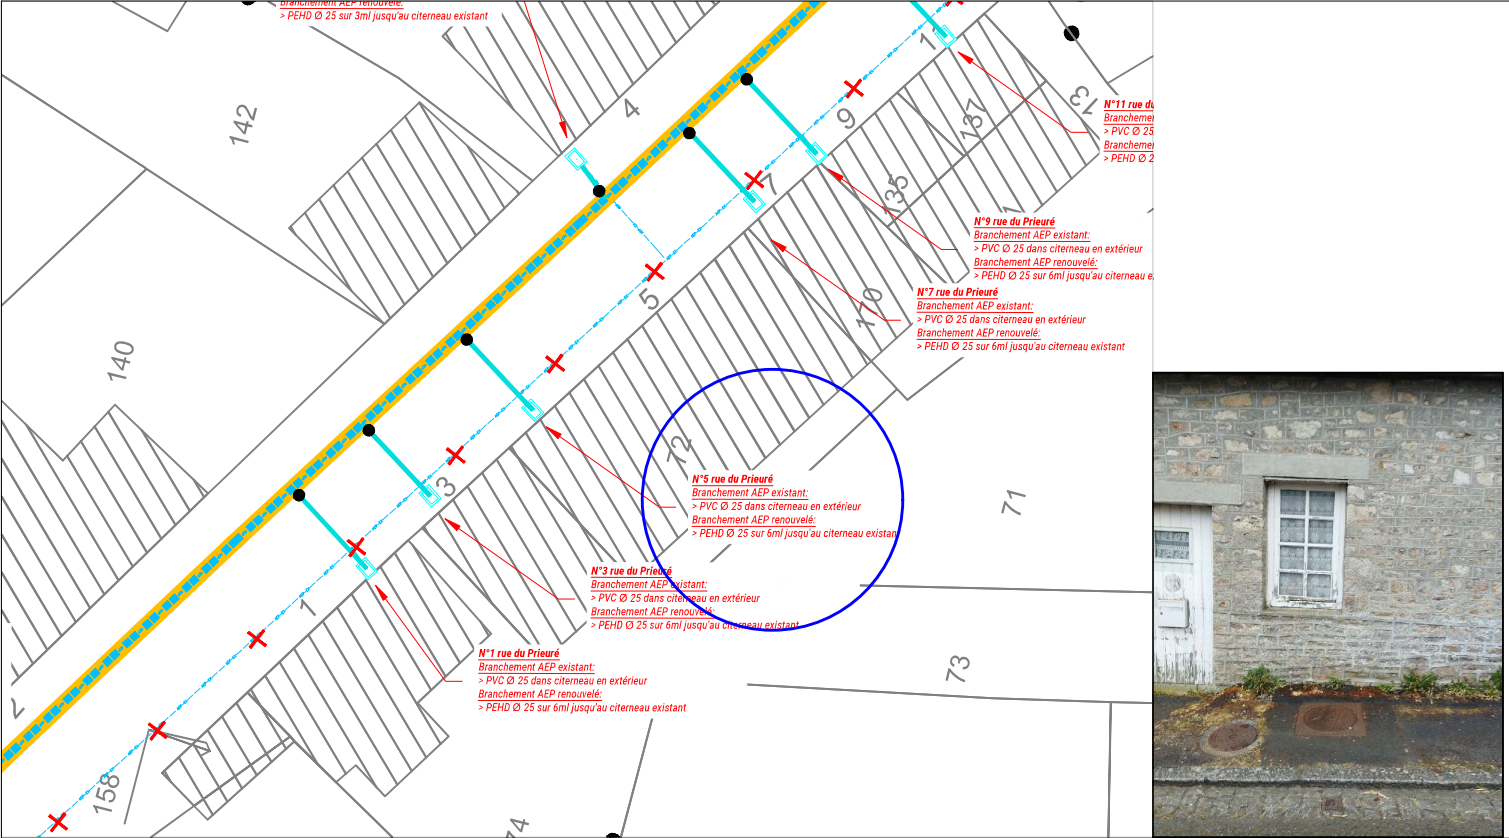 Branchement AEP renouvelé:
> PEHD Ø 25 sur 3ml jusqu'au citerneau existant
142
4
11
13
9
137
N°11 rue du
Branchemen
> PVC Ø 25
Branchemen
> PEHD Ø 2
7
135
N°9 rue du Prieuré
Branchement AEP existant:
> PVC Ø 25 dans citerneau en extérieur
Branchement AEP renouvelé:
> PEHD Ø 25 sur 6ml jusqu'au citerneau e
N°7 rue du Prieuré
Branchement AEP existant:
> PVC Ø 25 dans citerneau en extérieur
Branchement AEP renouvelé:
> PEHD Ø 25 sur 6ml jusqu'au citerneau existant
5
170
140
72
3
N°5 rue du Prieuré
Branchement AEP existant:
> PVC Ø 25 dans citerneau en extérieur
Branchement AEP renouvelé:
> PEHD Ø 25 sur 6ml jusqu'au citerneau existan
71
N°3 rue du Prieuré
Branchement AEP existant:
> PVC Ø 25 dans citerneau en extérieur
Branchement AEP renouvelé:
> PEHD Ø 25 sur 6ml jusqu'au citerneau existant
1
N°1 rue du Prieuré
Branchement AEP existant:
> PVC Ø 25 dans citerneau en extérieur
Branchement AEP renouvelé:
> PEHD Ø 25 sur 6ml jusqu'au citerneau existant
73
2
158
74